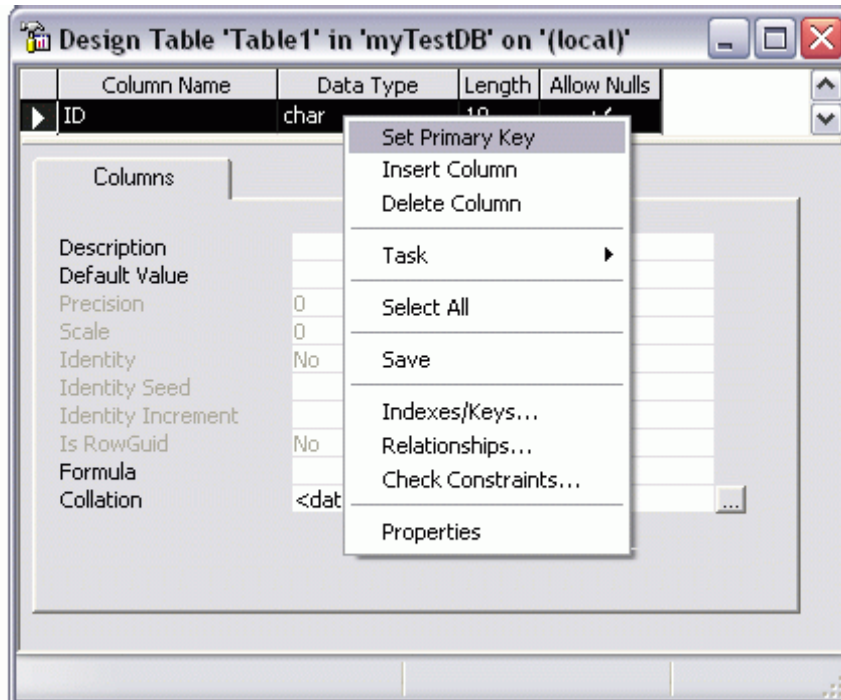 Design Table 'Table1' in 'myTestDB' on '(local)'
Column Name Data Type Length Allow Nulls
ID char 10
Set Primary Key
Insert Column
Delete Column
Task
Select All
Save
Indexes/Keys...
Relationships...
Check Constraints...
Properties
Columns
Description
Default Value
Precision 0
Scale 0
Identity No
Identity Seed
Identity Increment
Is RowGuid No
Formula
Collation <dat
...